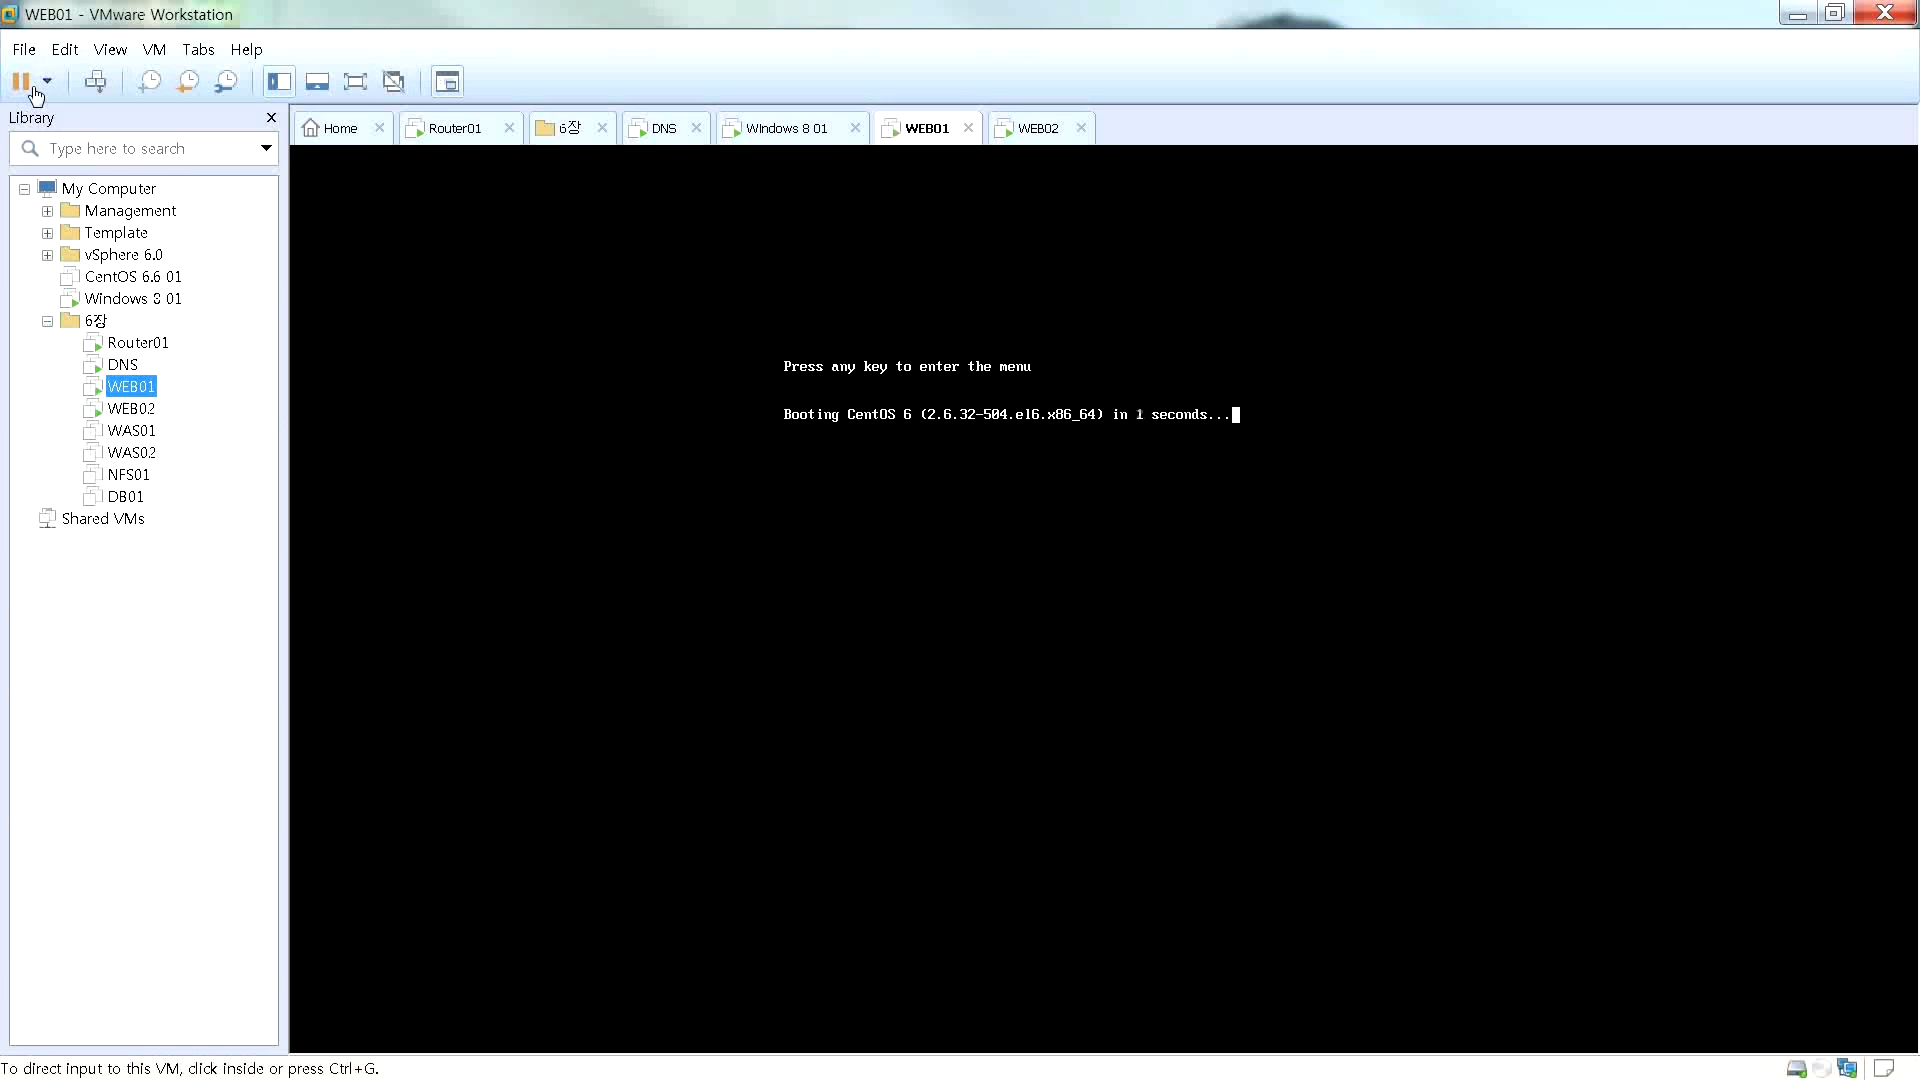 WEB01 - VMware Workstation
File Edit View VM Tabs Help
Library
Type here to search
Home
Router01
6장
DNS
Windows 8 01
WEB01
WEB02
My Computer
Management
Template
vSphere 6.0
CentOS 6.6 01
Windows 8 01
6장
Router01
DNS
WEB01
WEB02
WAS01
WAS02
NFS01
DB01
Shared VMs
Press any key to enter the menu
Booting CentOS 6 (2.6.32-504.el6.x86_64) in 1 seconds...
To direct input to this VM, click inside or press Ctrl+G.